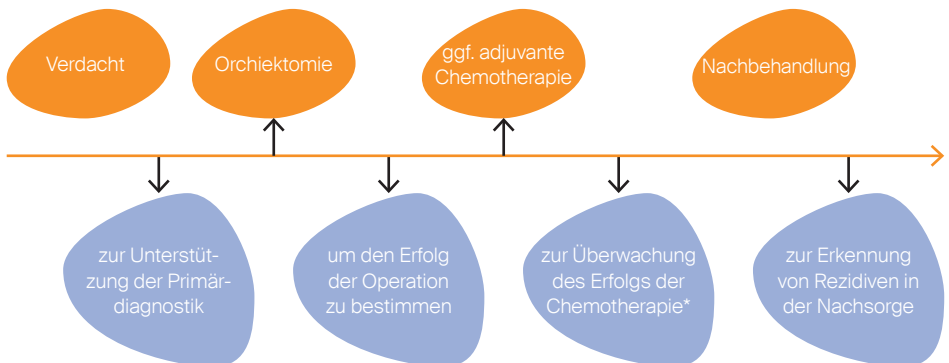 Verdacht
Orchiektomie
ggf. adjuvante
Chemotherapie
Nachbehandlung
zur Unterstüt-
zung der Primär-
diagnostik
um den Erfolg
der Operation
zu bestimmen
zur Überwachung
des Erfolgs der
Chemotherapie*
zur Erkennung
von Rezidiven in
der Nachsorge